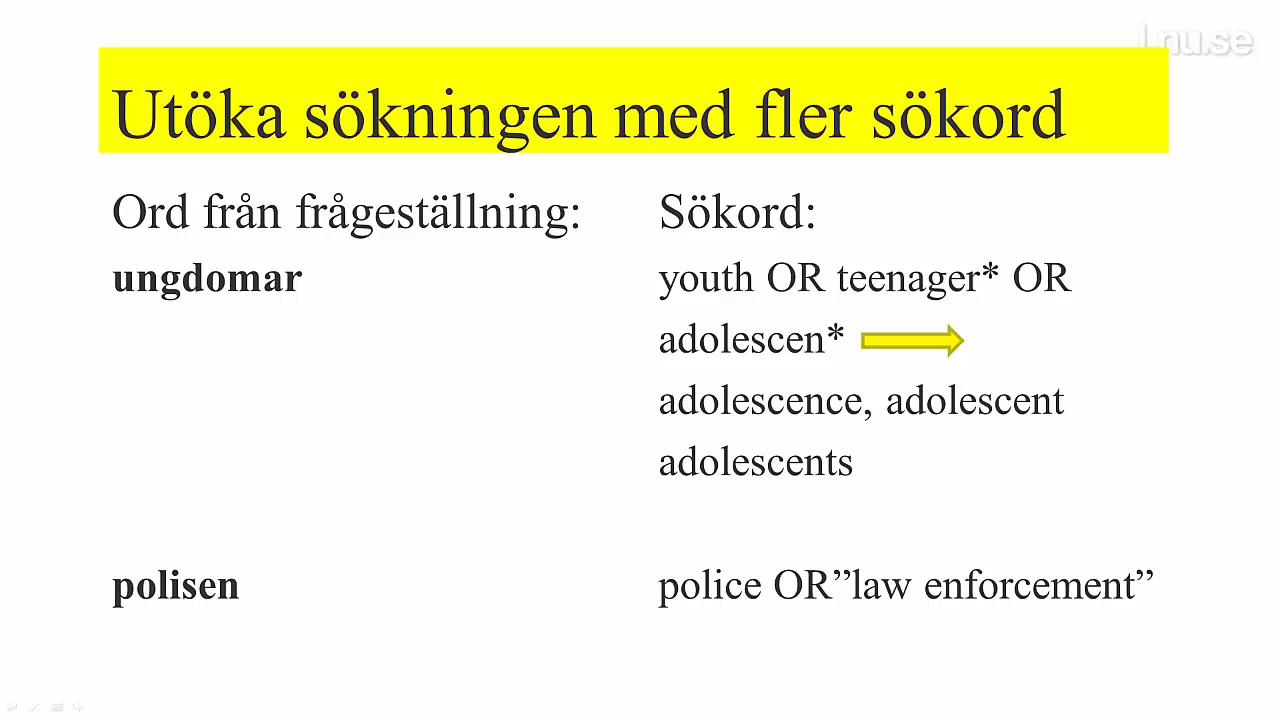 Lnu.se
Utöka sökningen med fler sökord
Ord från frågeställning:
Sökord:
ungdomar
youth OR teenager* OR
adolescen*
adolescence, adolescent
adolescents
polisen
police OR”law enforcement”